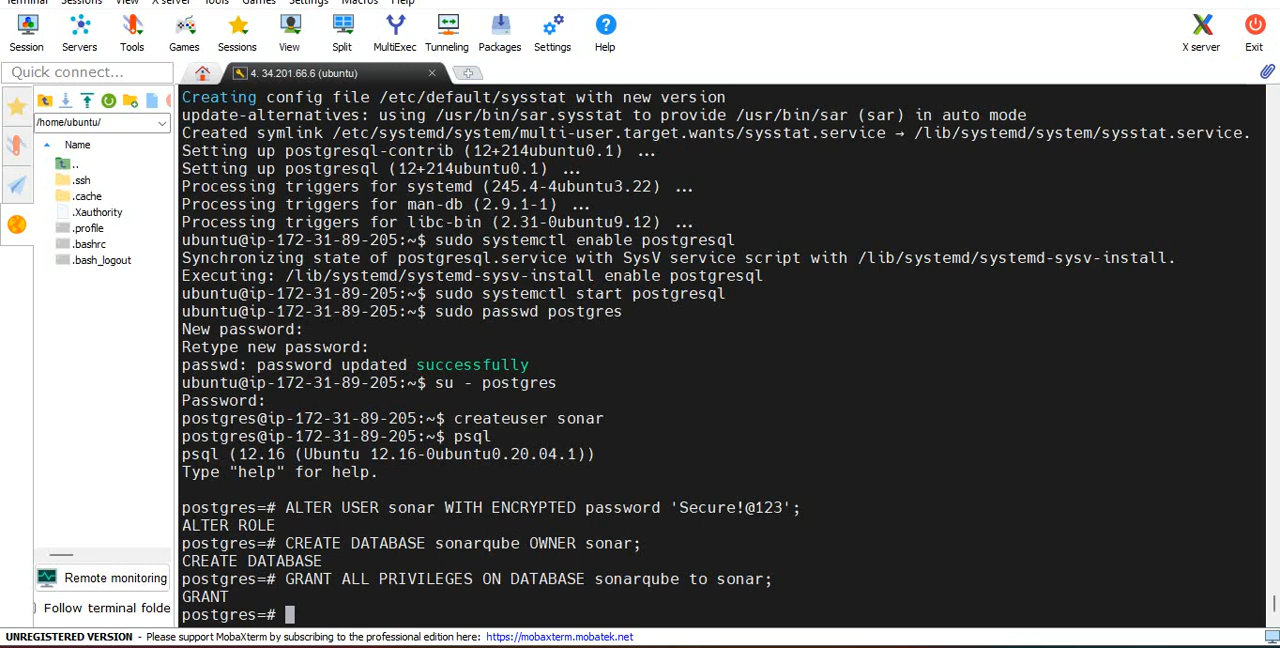 Terminal Sessions View X server Tools Games Settings Macros Help
Session Servers Tools Games Sessions View Split MultiExec Tunneling Packages Settings Help X server Exit
Quick connect...
4. 34.201.66.6 (ubuntu)
/home/ubuntu/
Name
..
.ssh
.cache
.Xauthority
.profile
.bashrc
.bash_logout
Remote monitoring
Follow terminal folde
Creating config file /etc/default/sysstat with new version
update-alternatives: using /usr/bin/sar.sysstat to provide /usr/bin/sar (sar) in auto mode
Created symlink /etc/systemd/system/multi-user.target.wants/sysstat.service → /lib/systemd/system/sysstat.service.
Setting up postgresql-contrib (12+214ubuntu0.1) ...
Setting up postgresql (12+214ubuntu0.1) ...
Processing triggers for systemd (245.4-4ubuntu3.22) ...
Processing triggers for man-db (2.9.1-1) ...
Processing triggers for libc-bin (2.31-0ubuntu9.12) ...
ubuntu@ip-172-31-89-205:~$ sudo systemctl enable postgresql
Synchronizing state of postgresql.service with SysV service script with /lib/systemd/systemd-sysv-install.
Executing: /lib/systemd/systemd-sysv-install enable postgresql
ubuntu@ip-172-31-89-205:~$ sudo systemctl start postgresql
ubuntu@ip-172-31-89-205:~$ sudo passwd postgres
New password:
Retype new password:
passwd: password updated successfully
ubuntu@ip-172-31-89-205:~$ su - postgres
Password:
postgres@ip-172-31-89-205:~$ createuser sonar
postgres@ip-172-31-89-205:~$ psql
psql (12.16 (Ubuntu 12.16-0ubuntu0.20.04.1))
Type "help" for help.
postgres=# ALTER USER sonar WITH ENCRYPTED password 'Secure!@123';
ALTER ROLE
postgres=# CREATE DATABASE sonarqube OWNER sonar;
CREATE DATABASE
postgres=# GRANT ALL PRIVILEGES ON DATABASE sonarqube to sonar;
GRANT
postgres=#
UNREGISTERED VERSION - Please support MobaXterm by subscribing to the professional edition here: https://mobaxterm.mobatek.net